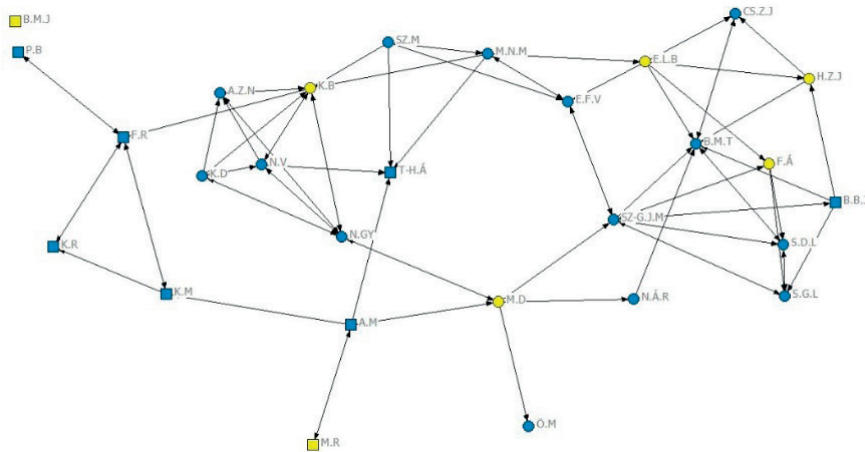 B.M.J
CS.Z.J
P.B
SZ.M
M.N.M
E.L.B
H.Z.J
A.Z.N
K.B
E.F.V
F.R
B.M.T
N.V
T-H.Á
F.Á
K.D
B.B.
SZ-G.J.M
N.GY
K.R
S.D.L
K.M
M.D
N.Á.R
S.G.L
A.M
Ö.M
M.R